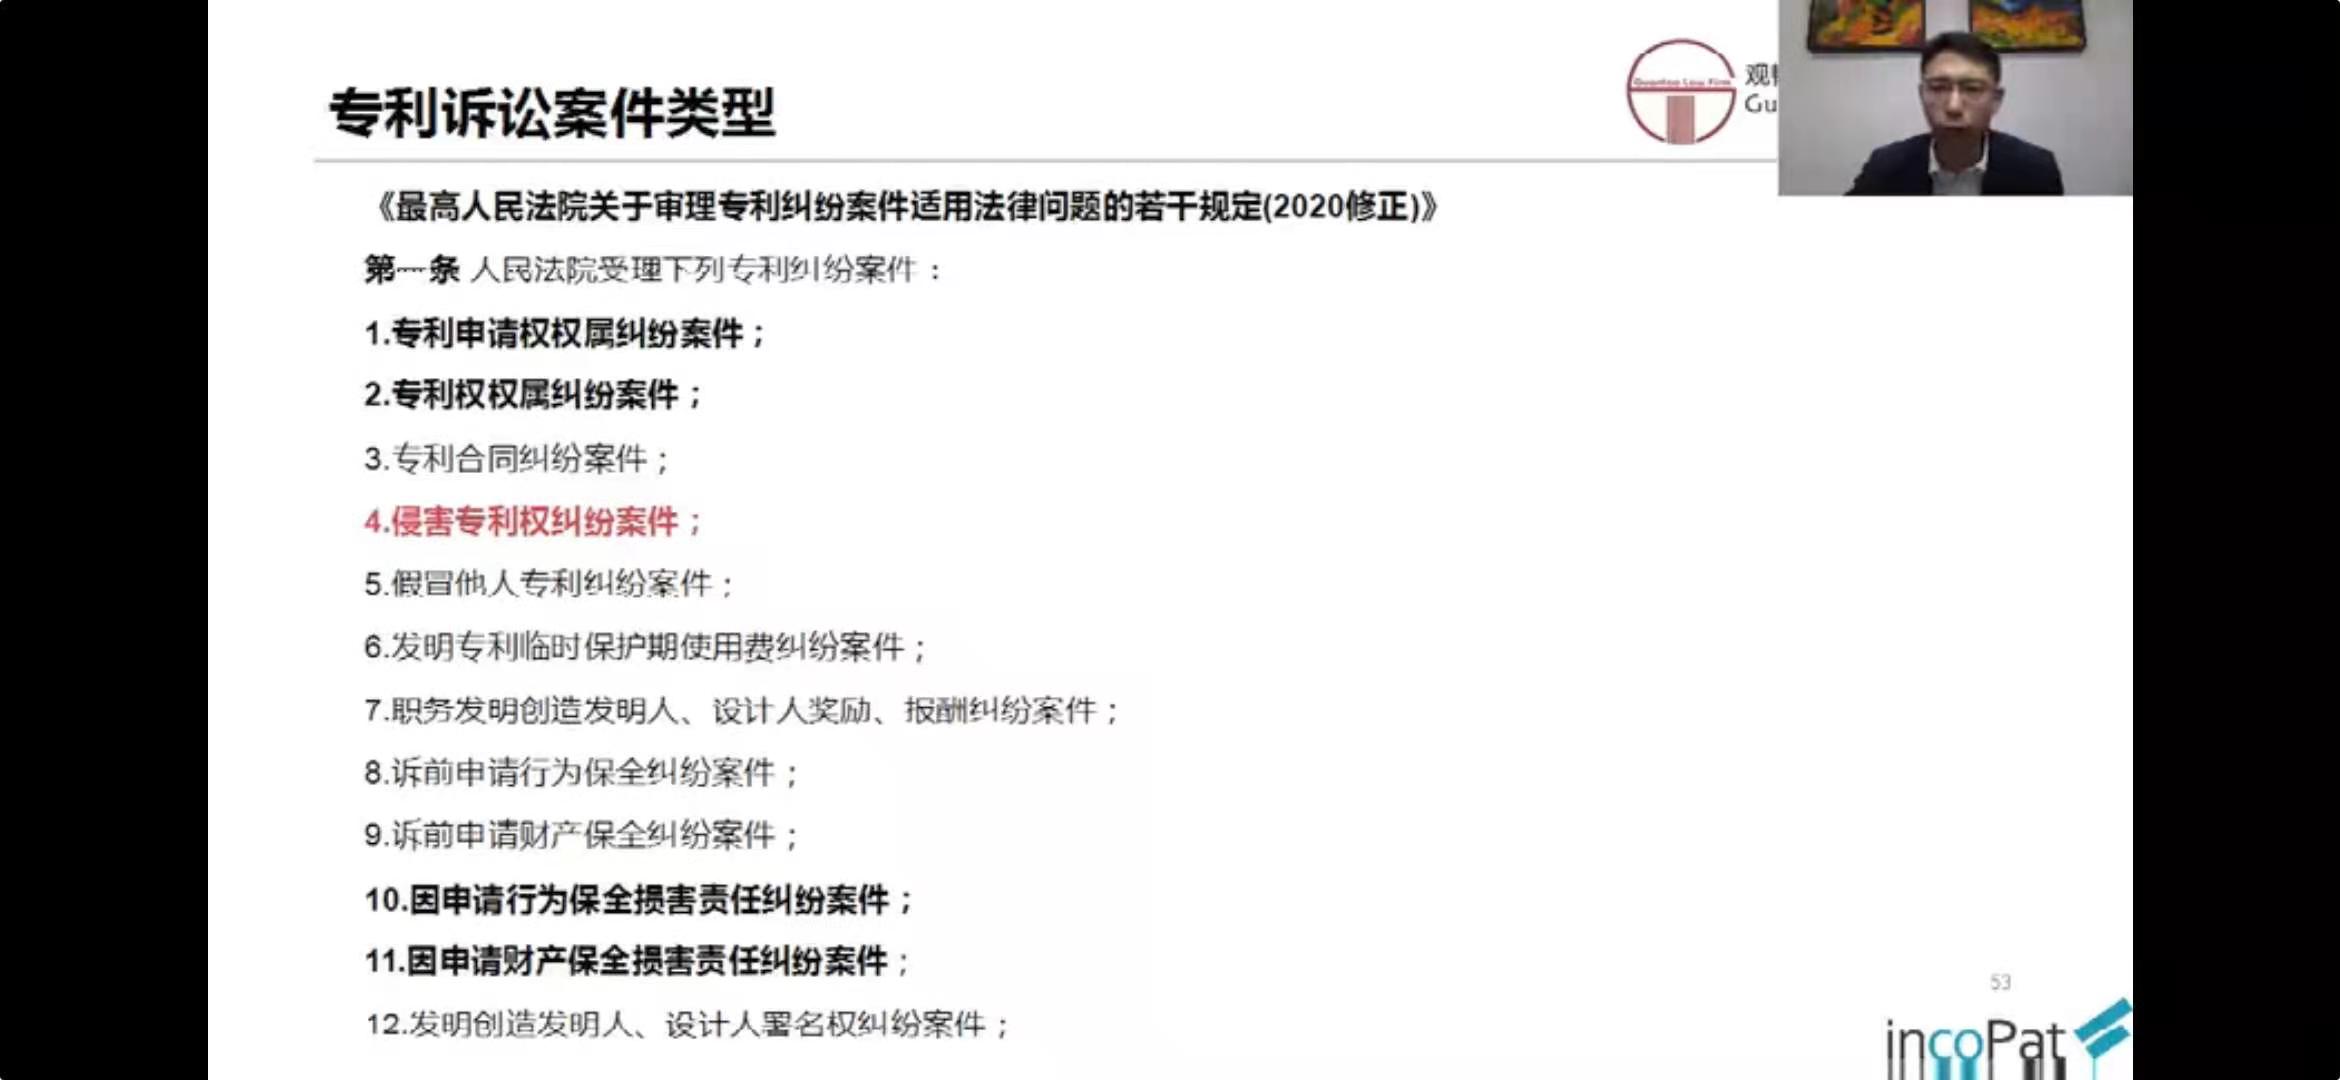 专利诉讼案件类型
Guantao Law Firm
观
Gu
《最高人民法院关于审理专利纠纷案件适用法律问题的若干规定(2020修正)》
第一条 人民法院受理下列专利纠纷案件：
1.专利申请权权属纠纷案件；
2.专利权权属纠纷案件；
3.专利合同纠纷案件；
4.侵害专利权纠纷案件；
5.假冒他人专利纠纷案件；
6.发明专利临时保护期使用费纠纷案件；
7.职务发明创造发明人、设计人奖励、报酬纠纷案件；
8.诉前申请行为保全纠纷案件；
9.诉前申请财产保全纠纷案件；
10.因申请行为保全损害责任纠纷案件；
11.因申请财产保全损害责任纠纷案件；
12.发明创造发明人、设计人署名权纠纷案件；
53
incoPat